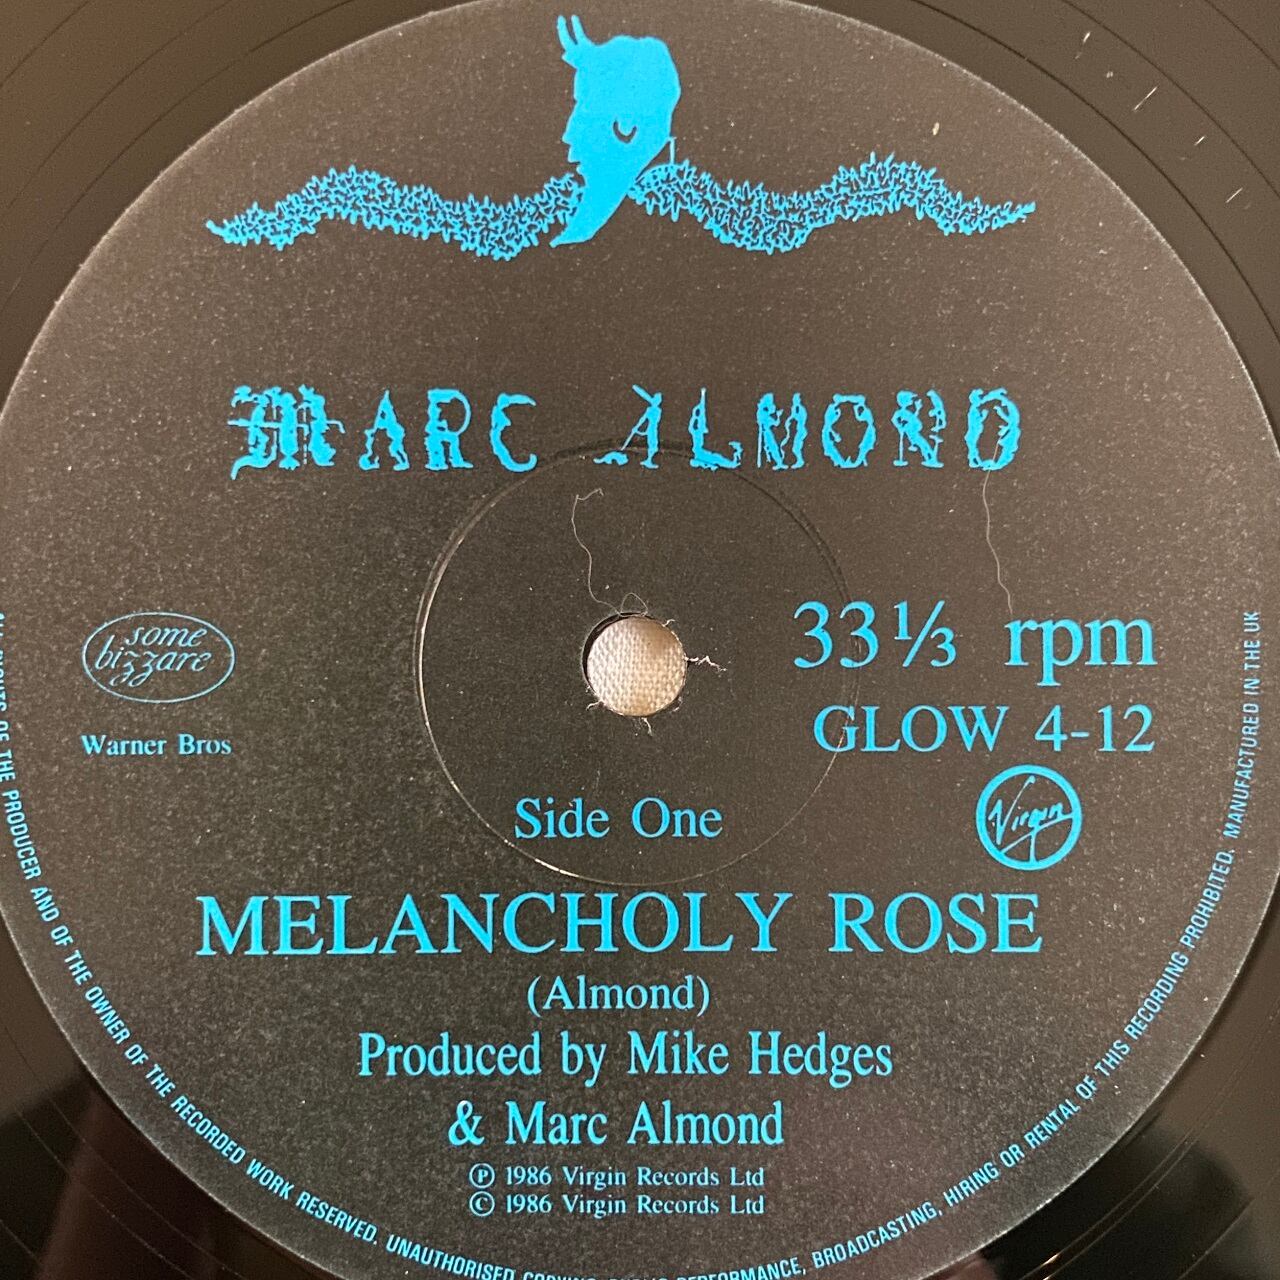 MARC ALMOND
some
bizzare
Warner Bros
33⅓ rpm
GLOW 4-12
Virgin
Side One
MELANCHOLY ROSE
(Almond)
Produced by Mike Hedges
& Marc Almond
Ⓟ 1986 Virgin Records Ltd
© 1986 Virgin Records Ltd
OF THE PRODUCER AND OF THE OWNER OF THE RECORDED WORK RESERVED. UNAUTHORISED COPYING, PUBLIC PERFORMANCE, BROADCASTING, HIRING OR RENTAL OF THIS RECORDING PROHIBITED. MANUFACTURED IN THE UK